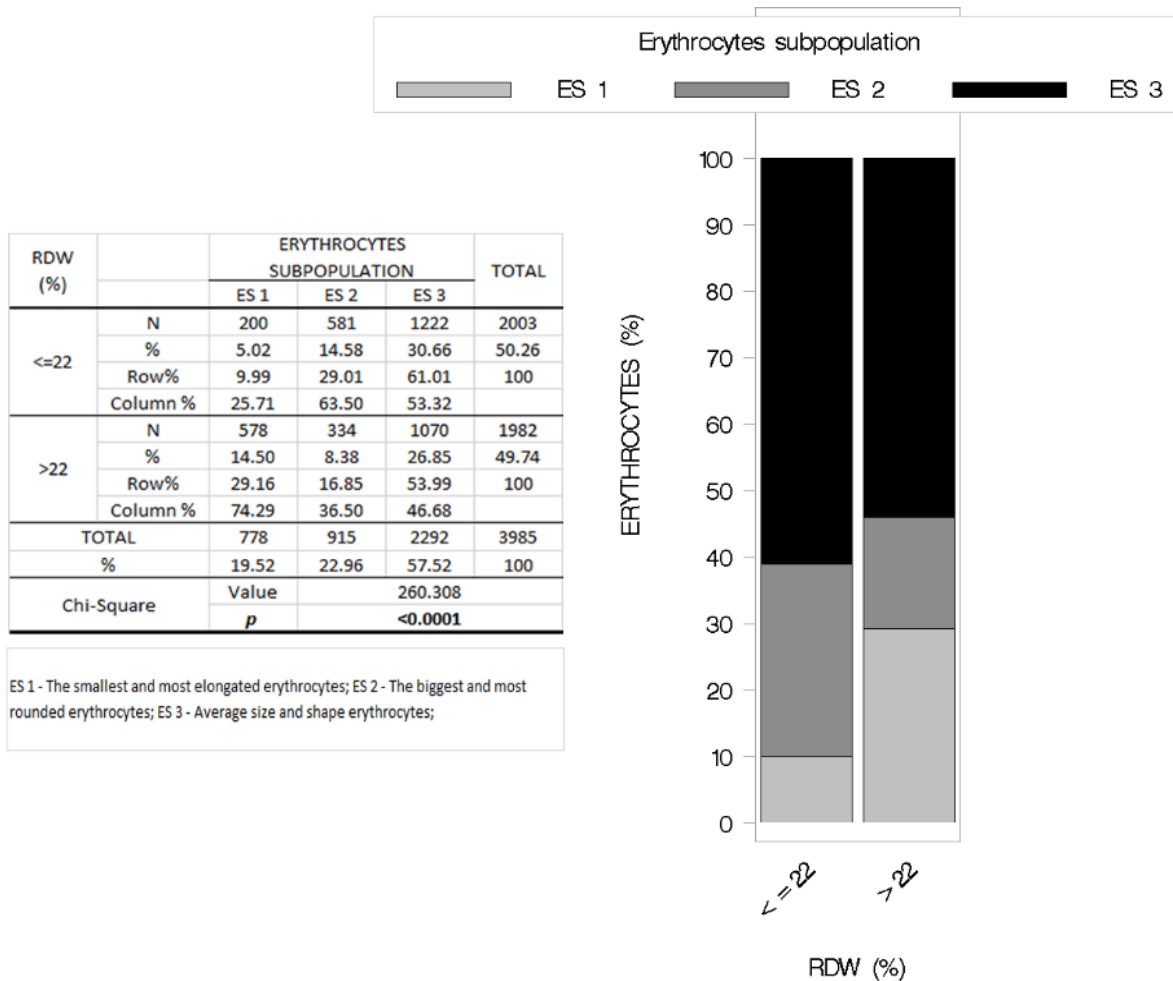 Erythrocytes subpopulation
ES 1 ES 2 ES 3
RDW (%) ERYTHROCYTES SUBPOPULATION TOTAL
ES 1 ES 2 ES 3
<=22 N 200 581 1222 2003
% 5.02 14.58 30.66 50.26
Row% 9.99 29.01 61.01 100
Column % 25.71 63.50 53.32
>22 N 578 334 1070 1982
% 14.50 8.38 26.85 49.74
Row% 29.16 16.85 53.99 100
Column % 74.29 36.50 46.68
TOTAL 778 915 2292 3985
% 19.52 22.96 57.52 100
Chi-Square Value 260.308
p <0.0001
ES 1 - The smallest and most elongated erythrocytes; ES 2 - The biggest and most
rounded erythrocytes; ES 3 - Average size and shape erythrocytes;
ERYTHROCYTES (%)
100
90
80
70
60
50
40
30
20
10
0
<=22 >22
RDW (%)